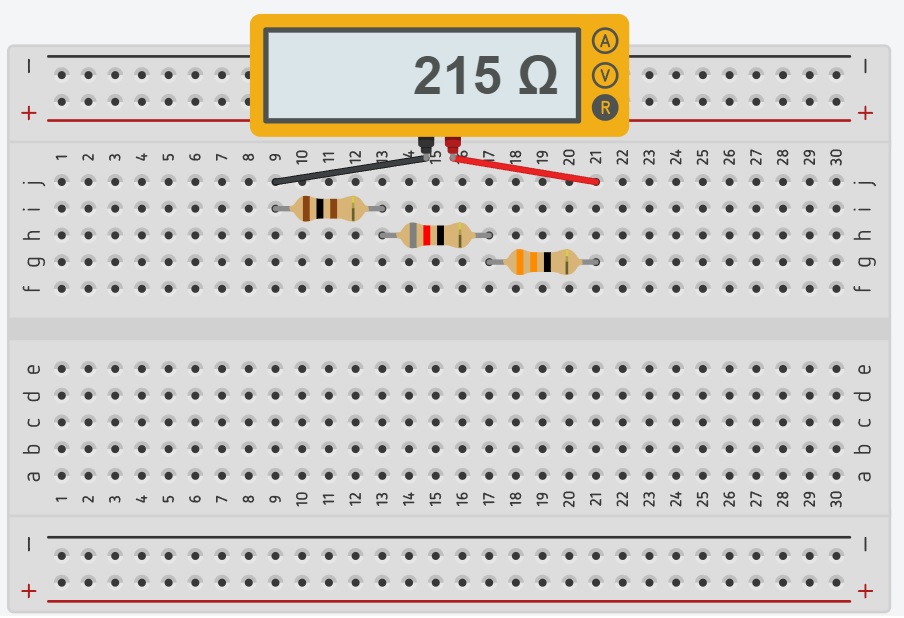 215 Ω
A
V
R
− −
+ +
1 2 3 4 5 6 7 8 9 10 11 12 13 14 15 16 17 18 19 20 21 22 23 24 25 26 27 28 29 30
j j
i i
h h
g g
f f
e e
d d
c c
b b
a a
1 2 3 4 5 6 7 8 9 10 11 12 13 14 15 16 17 18 19 20 21 22 23 24 25 26 27 28 29 30
− −
+ +